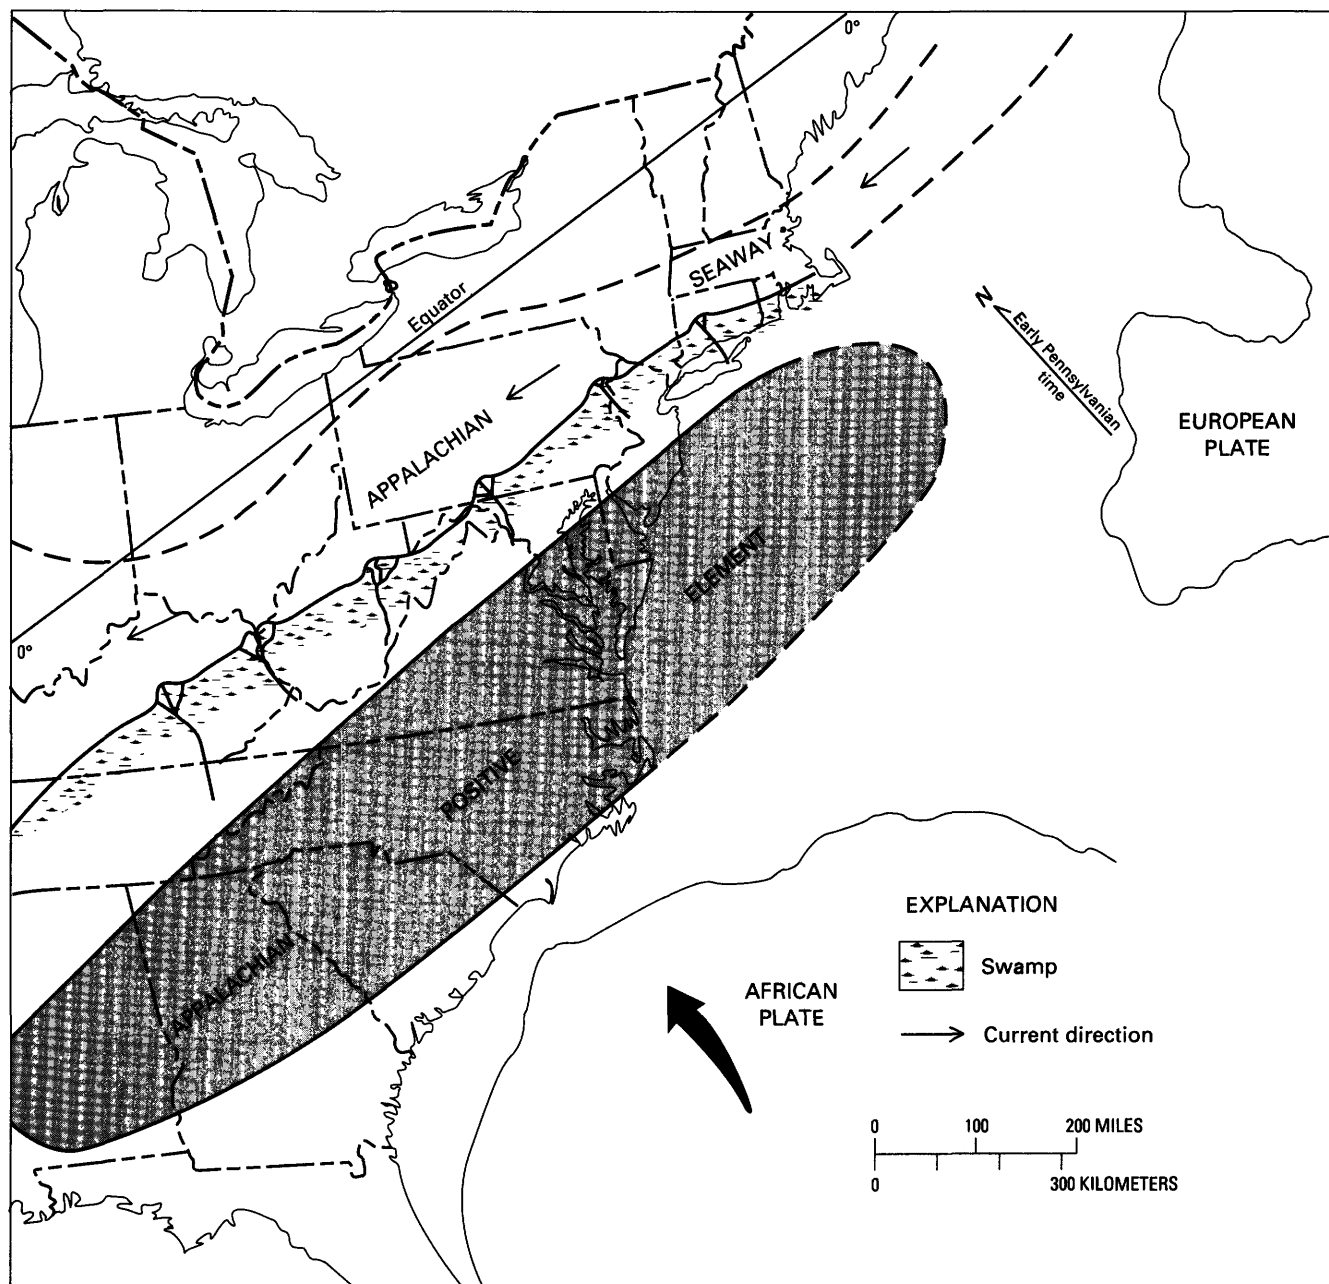 0°
SEAWAY
Equator
N
Early Pennsylvanian
time
EUROPEAN
PLATE
APPALACHIAN
ELEMENT
0°
POSITIVE
APPALACHIAN
EXPLANATION
Swamp
AFRICAN
PLATE
Current direction
0 100 200 MILES
0 300 KILOMETERS